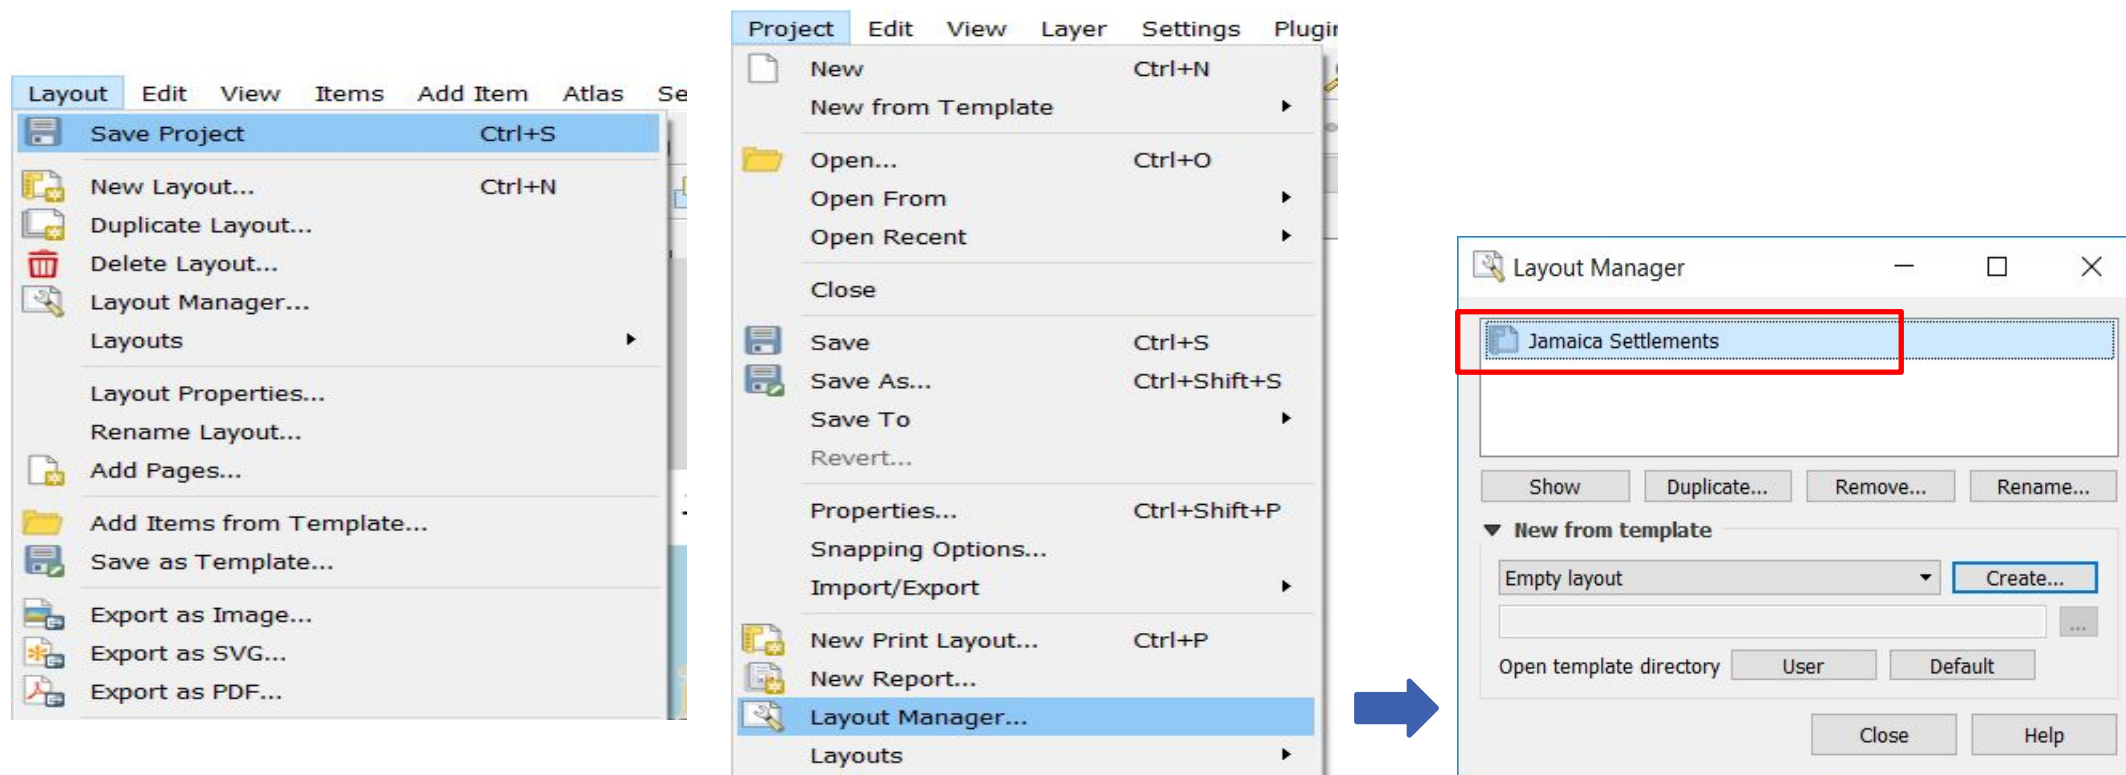 Layout Edit View Items Add Item Atlas Se
Save Project Ctrl+S
New Layout... Ctrl+N
Duplicate Layout...
Delete Layout...
Layout Manager...
Layouts
Layout Properties...
Rename Layout...
Add Pages...
Add Items from Template...
Save as Template...
Export as Image...
Export as SVG...
Export as PDF...
Project Edit View Layer Settings Plugin
New Ctrl+N
New from Template
Open... Ctrl+O
Open From
Open Recent
Close
Save Ctrl+S
Save As... Ctrl+Shift+S
Save To
Revert...
Properties... Ctrl+Shift+P
Snapping Options...
Import/Export
New Print Layout... Ctrl+P
New Report...
Layout Manager...
Layouts
Layout Manager
Jamaica Settlements
Show Duplicate... Remove... Rename...
New from template
Empty layout Create...
...
Open template directory User Default
Close Help